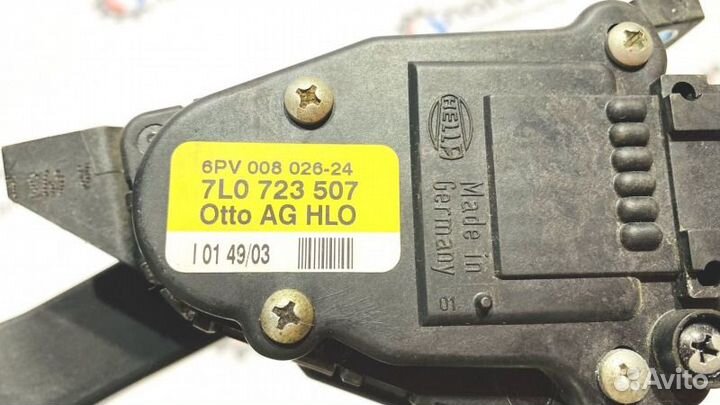 6PV 008 026-24
7L0 723 507
Otto AG HLO
I 01 49/03
HELLA
Made in
Germany
01
Avito